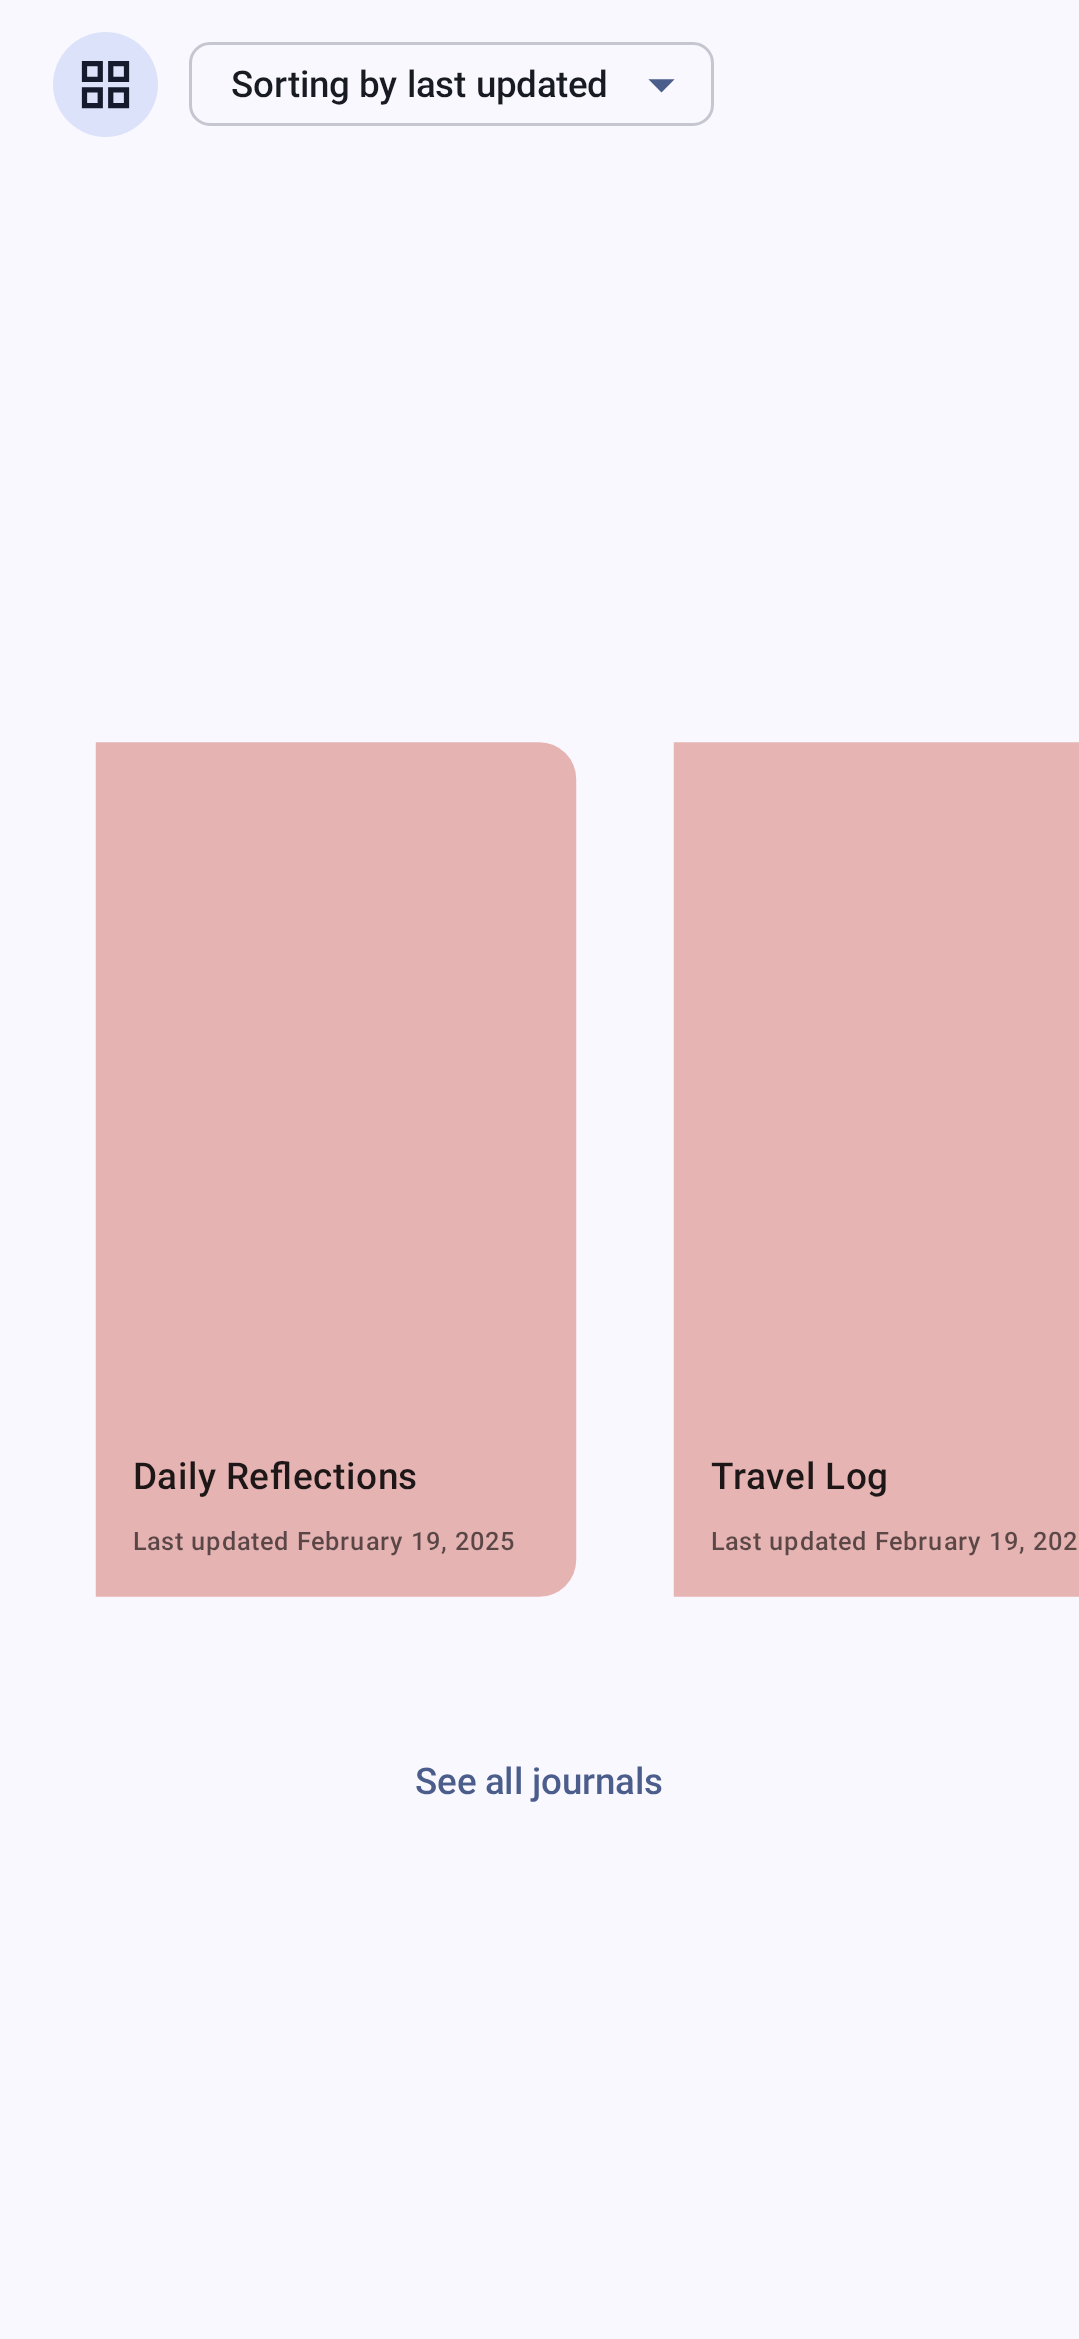 Sorting by last updated
Daily Reflections
Last updated February 19, 2025
Travel Log
Last updated February 19, 202
See all journals